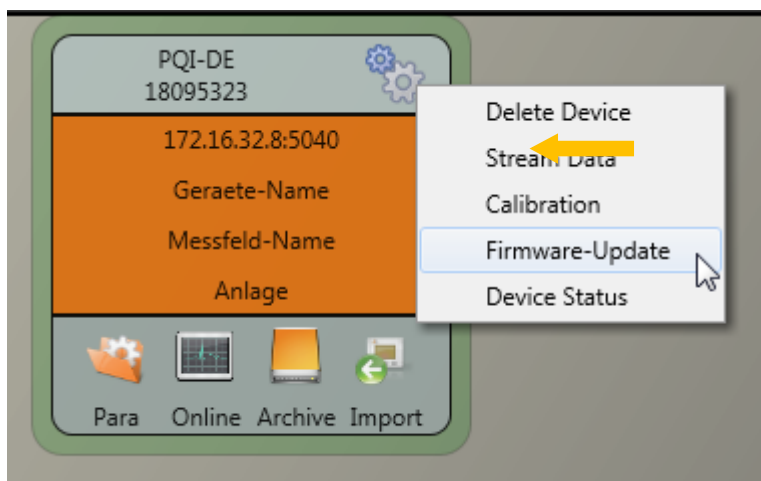 PQI-DE
18095323
172.16.32.8:5040
Geraete-Name
Messfeld-Name
Anlage
Para Online Archive Import
Delete Device
Stream Data
Calibration
Firmware-Update
Device Status